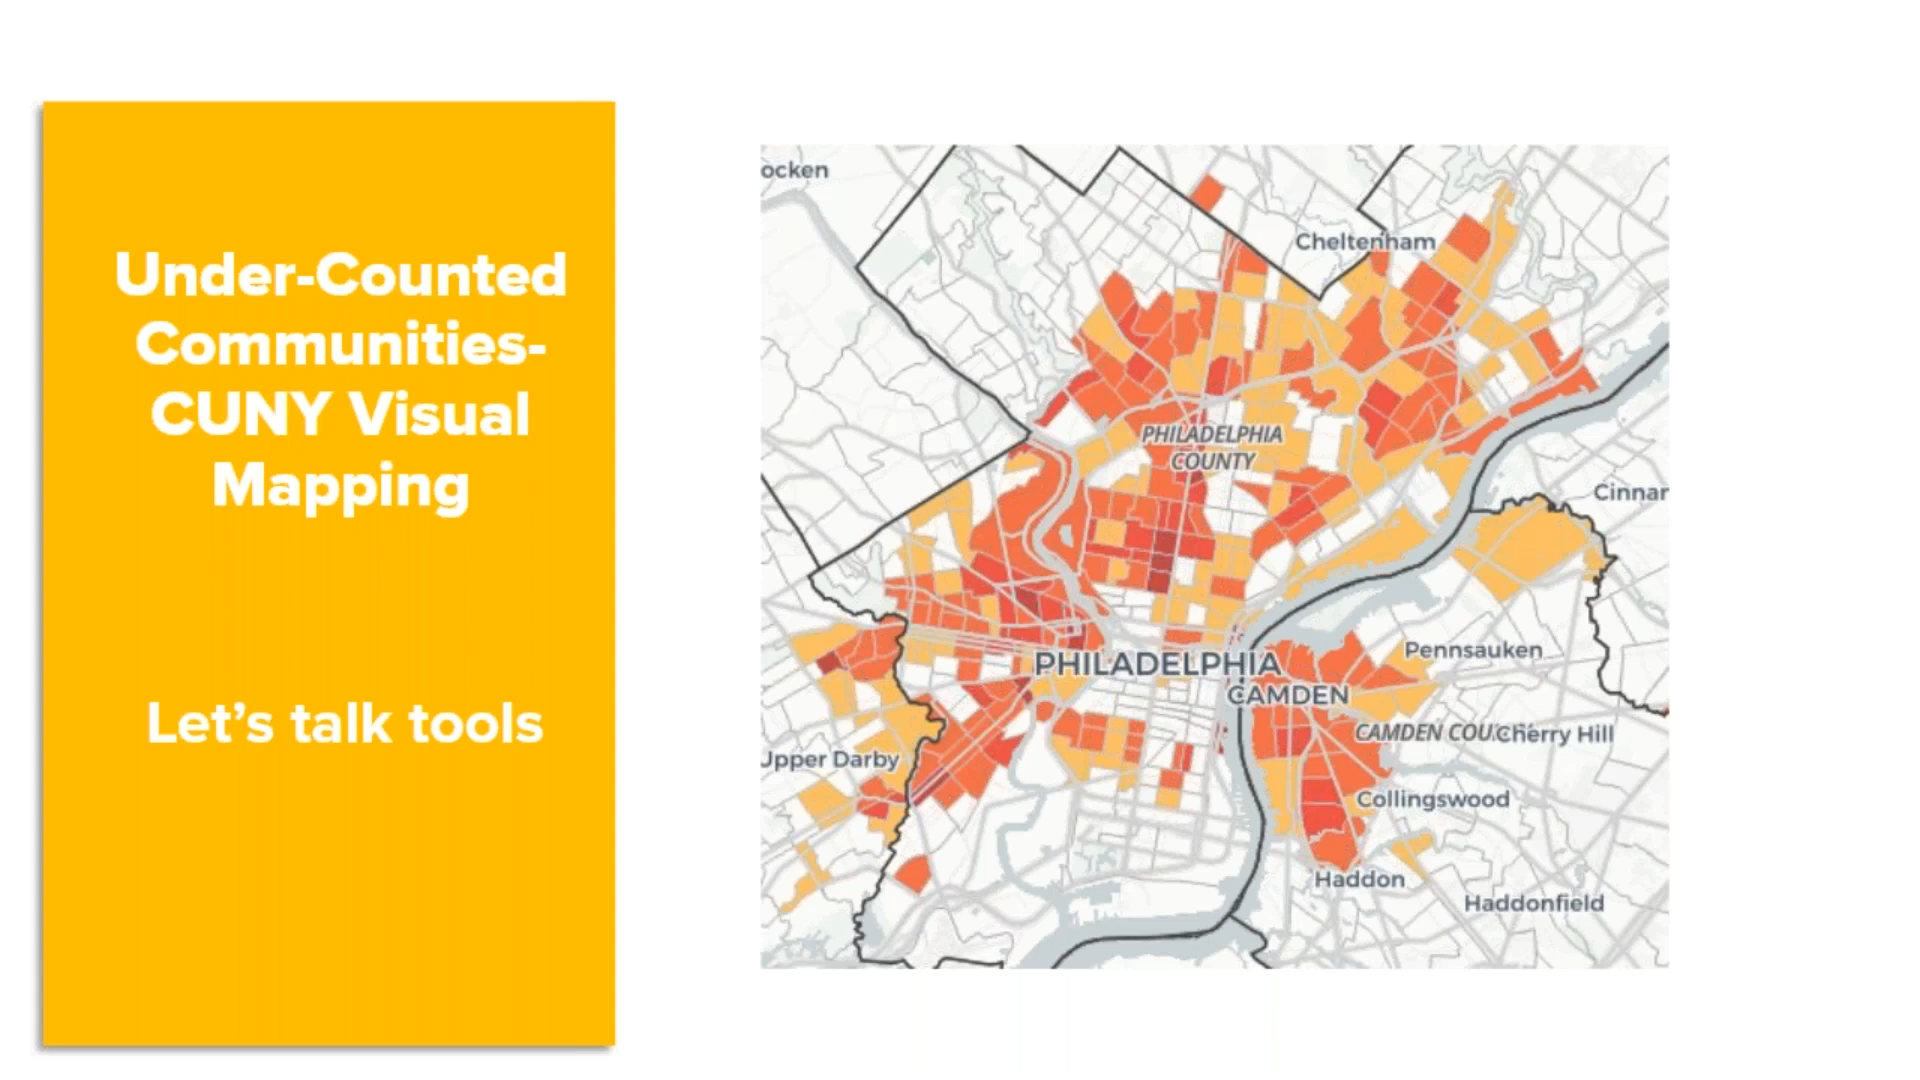 Under-Counted
Communities-
CUNY Visual
Mapping
Let's talk tools
ocken
Cheltenham
PHILADELPHIA
COUNTY
Cinnar
Pennsauken
PHILADELPHIA
CAMDEN
CAMDEN COU
Cherry Hill
Upper Darby
Collingswood
Haddon
Haddonfield